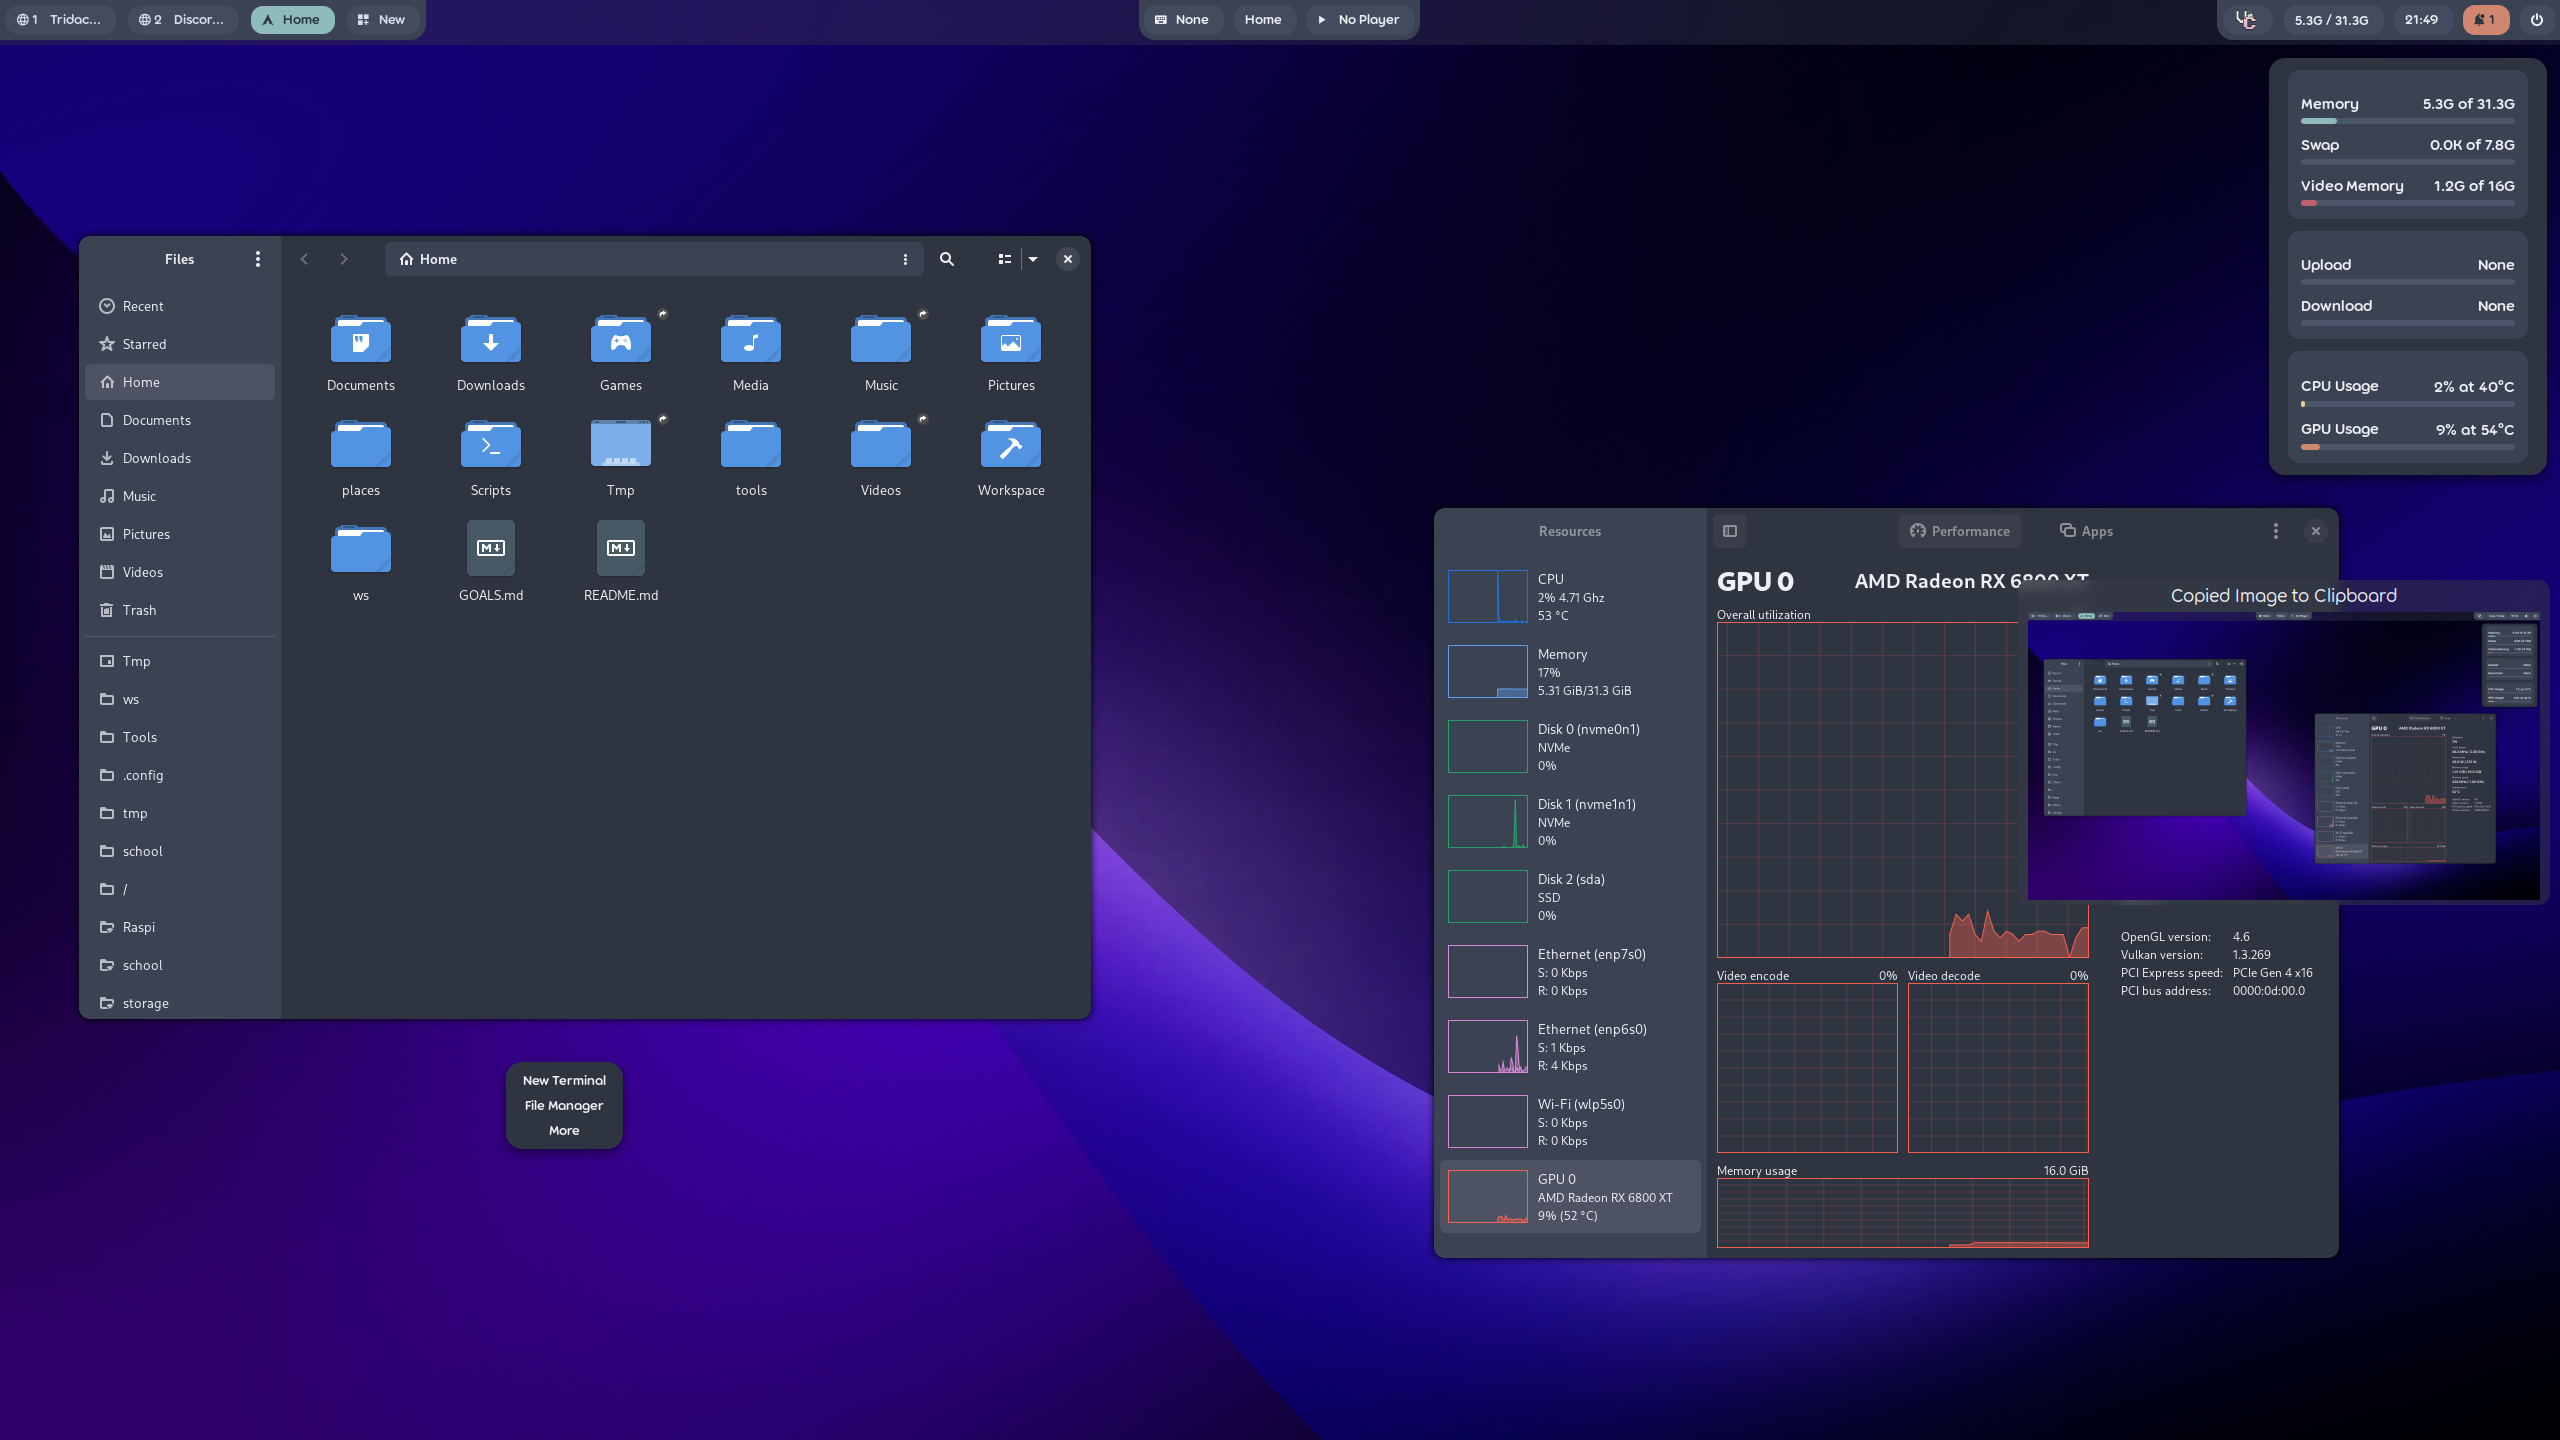 1 Tridac...
2 Discor...
Home
New
None
Home
No Player
5.3G / 31.3G
21:49
1
Memory 5.3G of 31.3G
Swap 0.0K of 7.8G
Video Memory 1.2G of 16G
Upload None
Download None
CPU Usage 2% at 40°C
GPU Usage 9% at 54°C
Files
Home
Recent
Starred
Home
Documents
Downloads
Music
Pictures
Videos
Trash
Tmp
ws
Tools
.config
tmp
school
/
Raspi
school
storage
Documents
Downloads
Games
Media
Music
Pictures
places
Scripts
Tmp
tools
Videos
Workspace
ws
GOALS.md
README.md
New Terminal
File Manager
More
Resources
Performance
Apps
CPU
2% 4.71 Ghz
53 °C
Memory
17%
5.31 GiB/31.3 GiB
Disk 0 (nvme0n1)
NVMe
0%
Disk 1 (nvme1n1)
NVMe
0%
Disk 2 (sda)
SSD
0%
Ethernet (enp7s0)
S: 0 Kbps
R: 0 Kbps
Ethernet (enp6s0)
S: 1 Kbps
R: 4 Kbps
Wi-Fi (wlp5s0)
S: 0 Kbps
R: 0 Kbps
GPU 0
AMD Radeon RX 6800 XT
9% (52 °C)
GPU 0 AMD Radeon RX 6800 XT
Overall utilization
Video encode 0%
Video decode 0%
Memory usage 16.0 GiB
Copied Image to Clipboard
OpenGL version: 4.6
Vulkan version: 1.3.269
PCI Express speed: PCIe Gen 4 x16
PCI bus address: 0000:0d:00.0